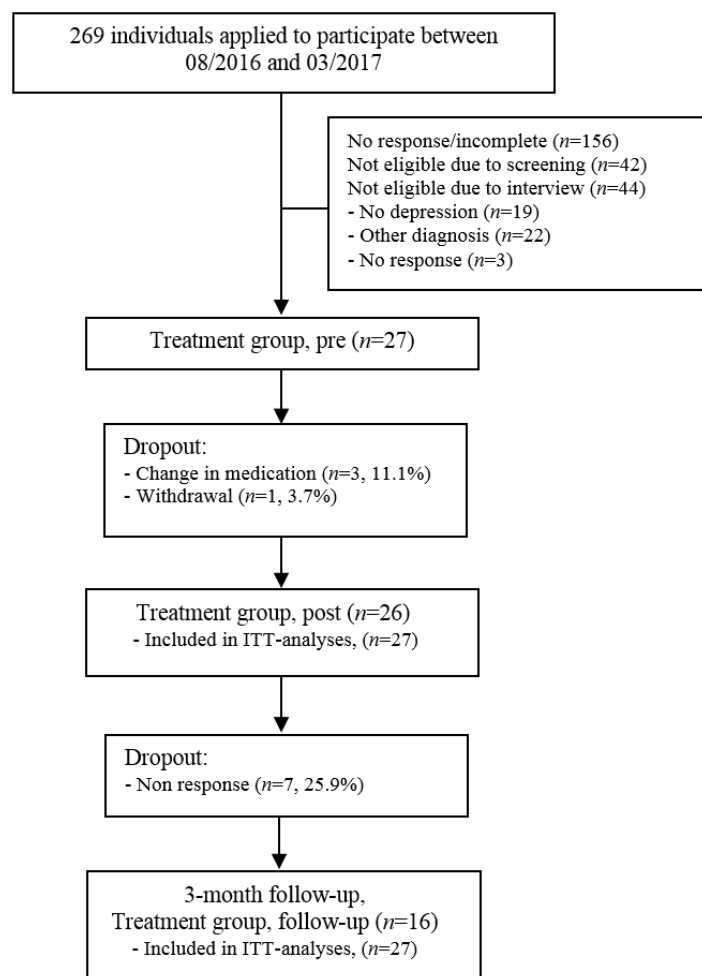 269 individuals applied to participate between
08/2016 and 03/2017
No response/incomplete (n=156)
Not eligible due to screening (n=42)
Not eligible due to interview (n=44)
- No depression (n=19)
- Other diagnosis (n=22)
- No response (n=3)
Treatment group, pre (n=27)
Dropout:
- Change in medication (n=3, 11.1%)
- Withdrawal (n=1, 3.7%)
Treatment group, post (n=26)
- Included in ITT-analyses, (n=27)
Dropout:
- Non response (n=7, 25.9%)
3-month follow-up,
Treatment group, follow-up (n=16)
- Included in ITT-analyses, (n=27)